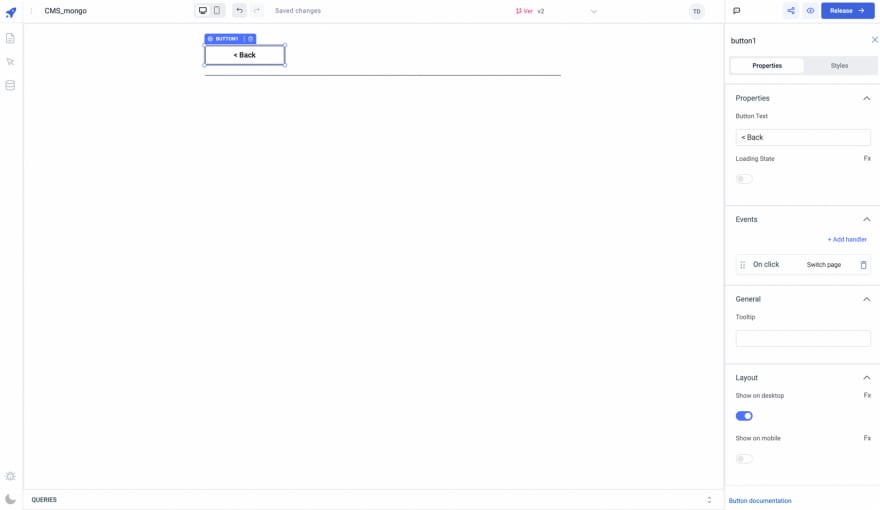 CMS_mongo
Saved changes
Ver v2
TD
Release
BUTTON1
< Back
button1
Properties
Styles
Properties
Button Text
< Back
Loading State
Fx
Events
+ Add handler
On click
Switch page
General
Tooltip
Layout
Show on desktop
Fx
Show on mobile
Fx
QUERIES
Button documentation